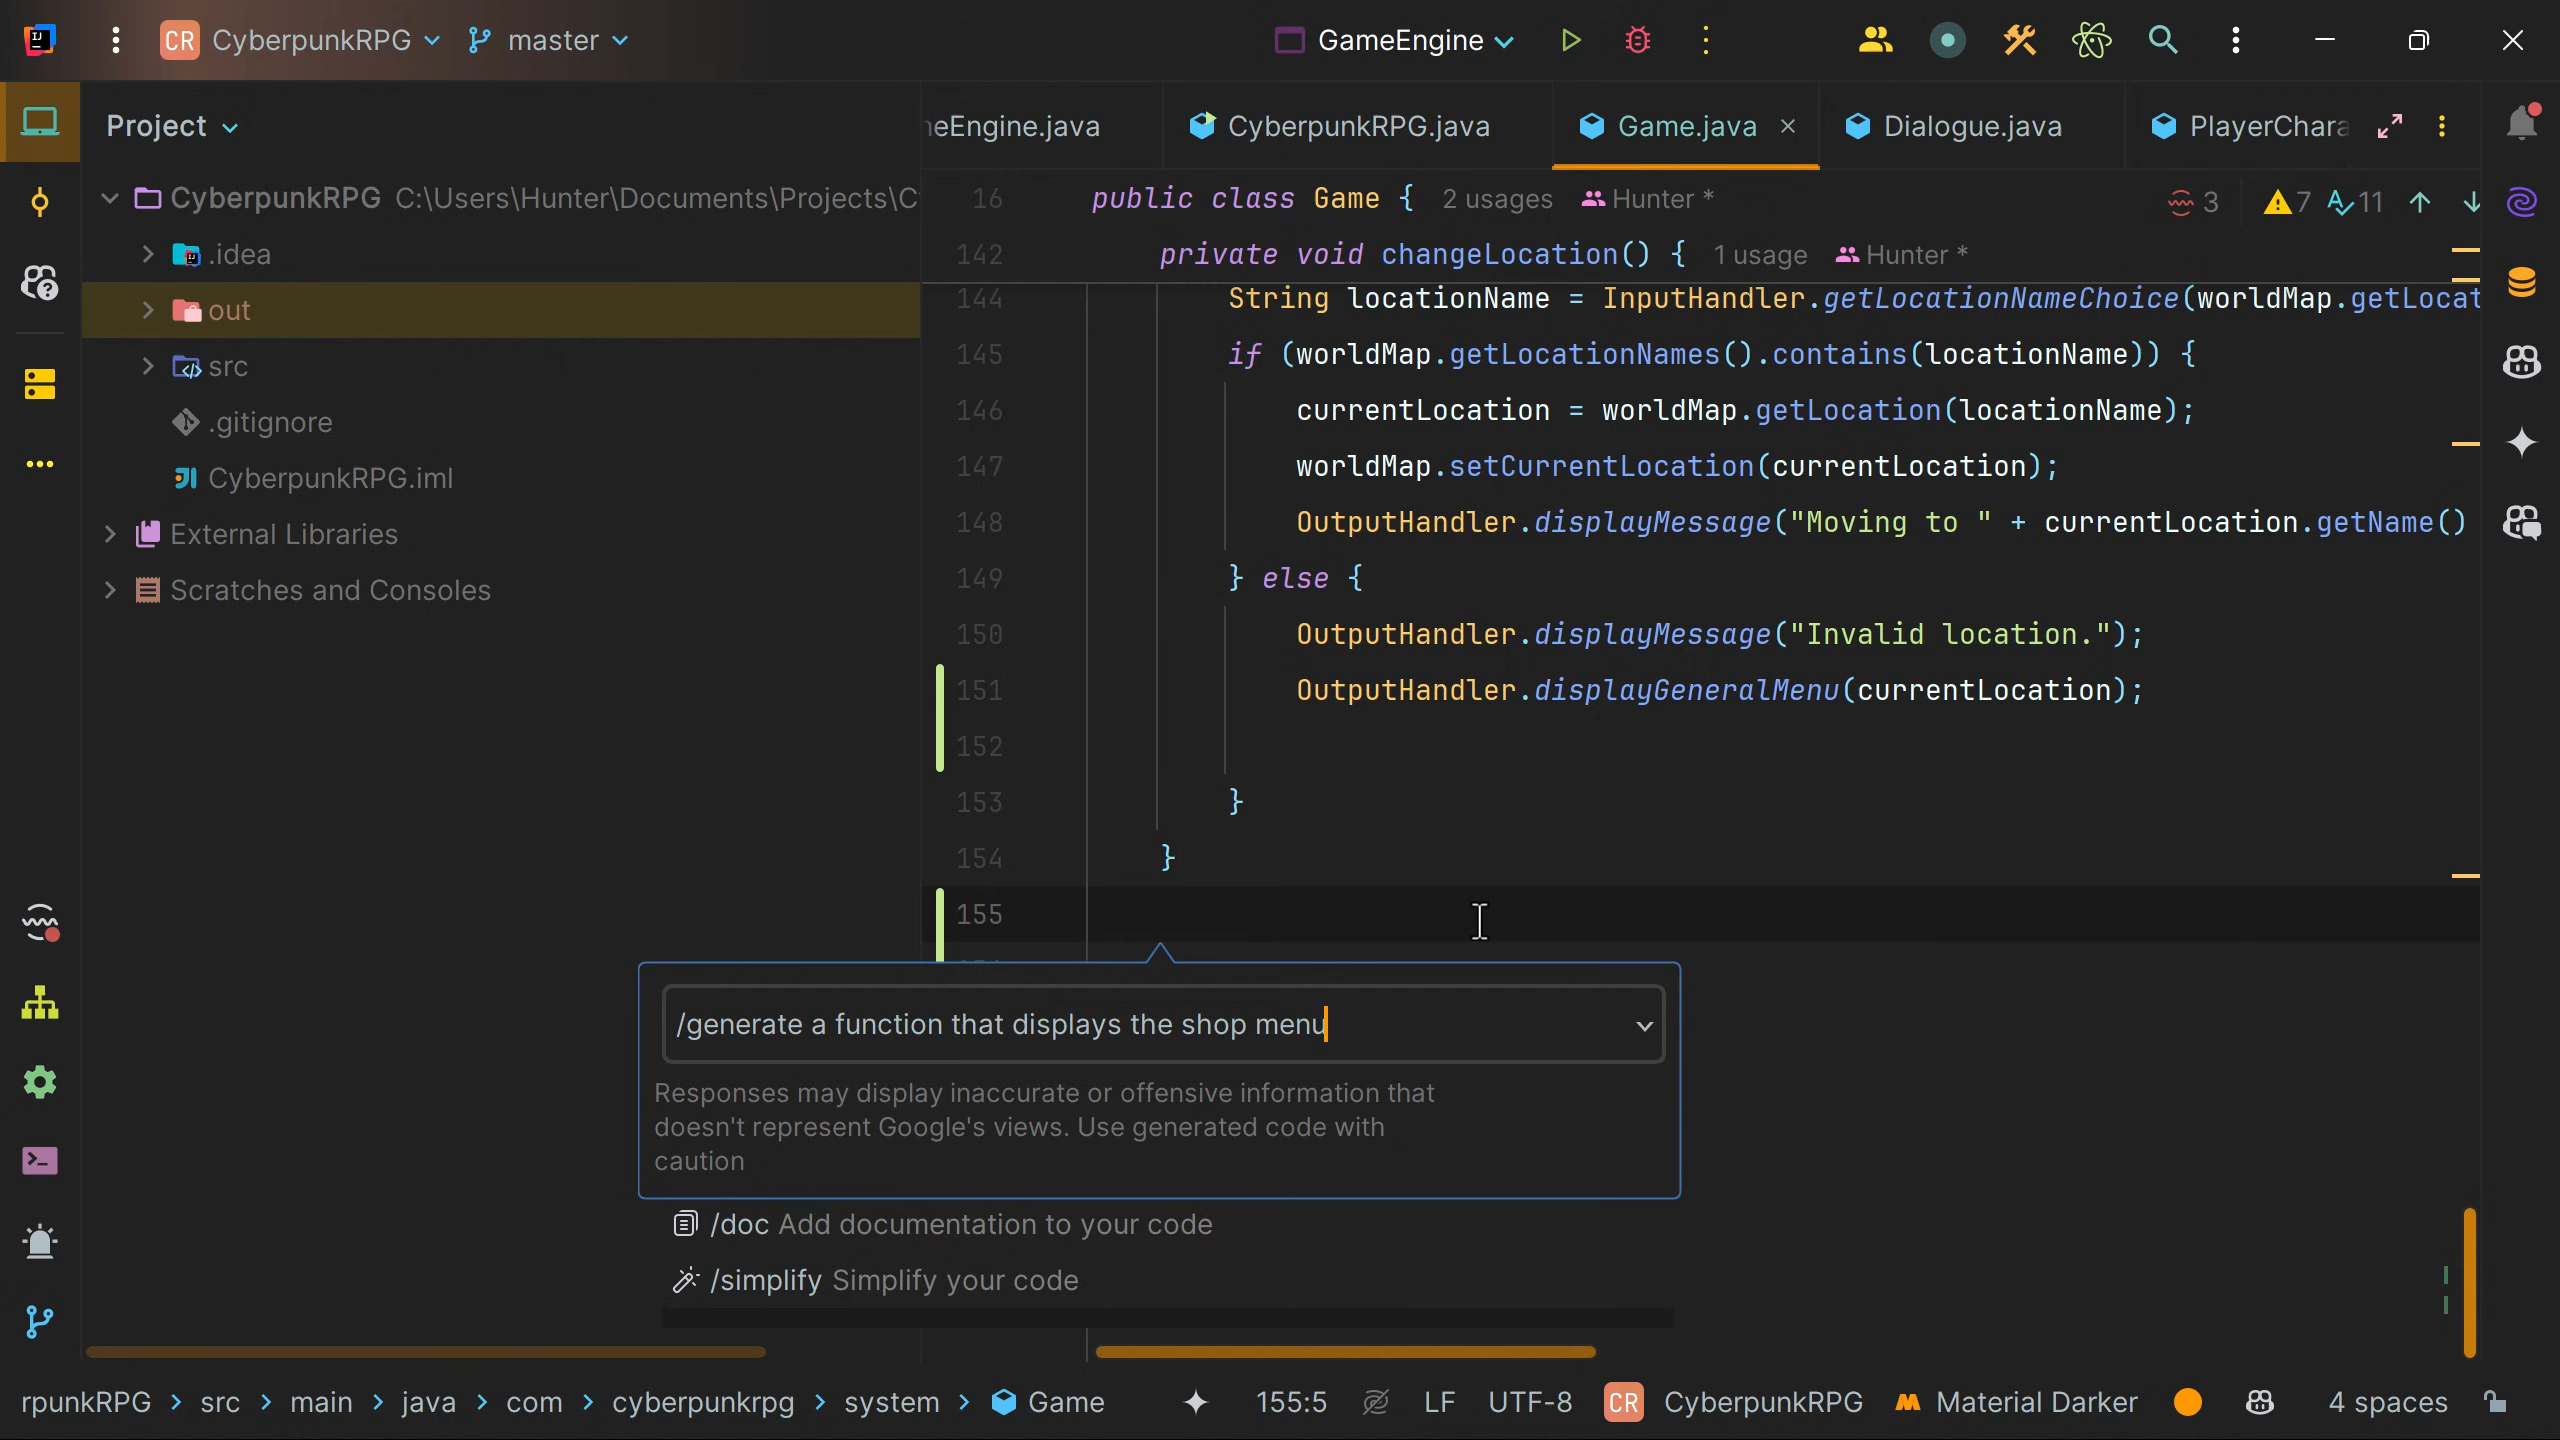 CR CyberpunkRPG master GameEngine
Project
neEngine.java CyberpunkRPG.java Game.java Dialogue.java PlayerChara
CyberpunkRPG C:\Users\Hunter\Documents\Projects\C
.idea
out
src
.gitignore
CyberpunkRPG.iml
External Libraries
Scratches and Consoles
16 public class Game { 2 usages Hunter * 3 7 11
142 private void changeLocation() { 1 usage Hunter *
144 String locationName = InputHandler.getLocationNameChoice(worldMap.getLocat
145 if (worldMap.getLocationNames().contains(locationName)) {
146 currentLocation = worldMap.getLocation(locationName);
147 worldMap.setCurrentLocation(currentLocation);
148 OutputHandler.displayMessage("Moving to " + currentLocation.getName()
149 } else {
150 OutputHandler.displayMessage("Invalid location.");
151 OutputHandler.displayGeneralMenu(currentLocation);
152
153 }
154 }
155
/generate a function that displays the shop menu
Responses may display inaccurate or offensive information that
doesn't represent Google's views. Use generated code with
caution
/doc Add documentation to your code
/simplify Simplify your code
rpunkRPG > src > main > java > com > cyberpunkrpg > system > Game 155:5 LF UTF-8 CR CyberpunkRPG Material Darker 4 spaces